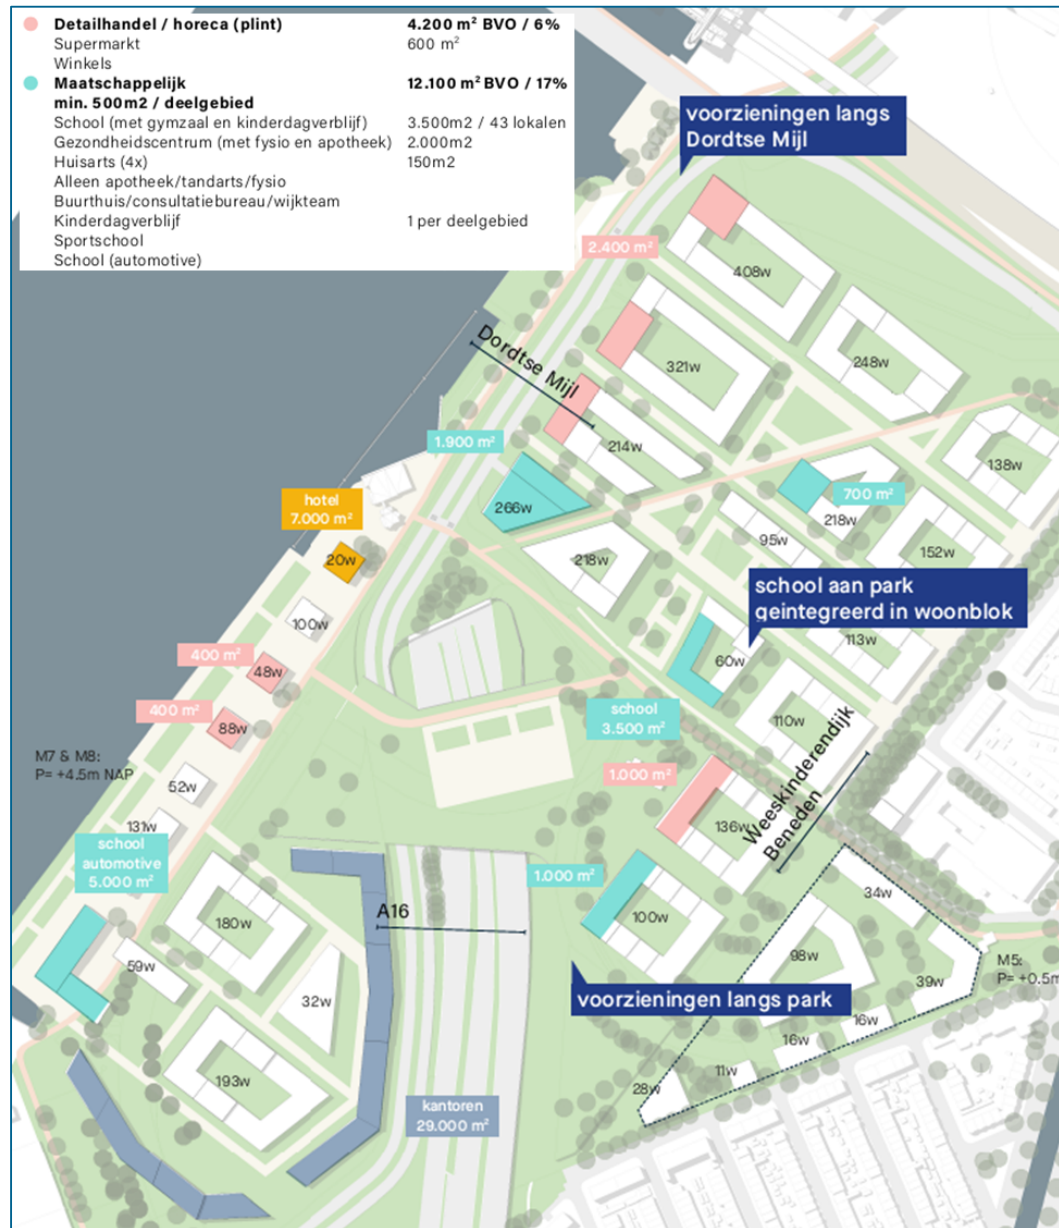 Detailhandel / horeca (plint) 4.200 m² BVO / 6%
Supermarkt 600 m²
Winkels
Maatschappelijk 12.100 m² BVO / 17%
min. 500m2 / deelgebied
School (met gymzaal en kinderdagverblijf) 3.500m2 / 43 lokalen
Gezondheidscentrum (met fysio en apotheek) 2.000m2
Huisarts (4x) 150m2
Alleen apotheek/tandarts/fysio
Buurthuis/consultatiebureau/wijkteam
Kinderdagverblijf 1 per deelgebied
Sportschool
School (automotive)
voorzieningen langs
Dordtse Mijl
2.400 m²
408w
321w
248w
Dordtse Mijl
214w
1.900 m²
138w
266w
700 m²
218w
hotel
7.000 m²
95w
152w
218w
20w
school aan park
geintegreerd in woonblok
100w
113w
400 m²
48w
60w
400 m²
88w
school
3.500 m²
110w
M7 & M8:
P= +4.5m NAP
52w
1.000 m²
Weeskinderendijk
Beneden
131w
136w
school
automotive
5.000 m²
1.000 m²
34w
A16
180w
100w
98w
59w
39w
M5:
P= +0.5m
32w
voorzieningen langs park
16w
16w
11w
28w
193w
kantoren
29.000 m²